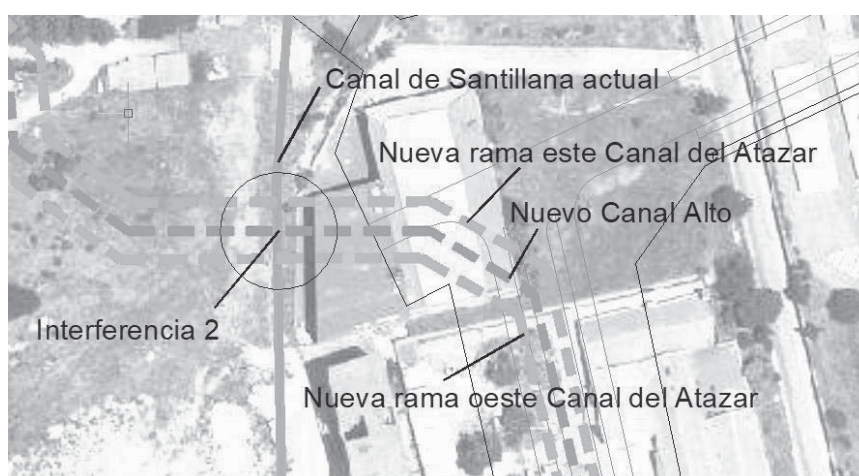 Canal de Santillana actual
Nueva rama este Canal del Atazar
Nuevo Canal Alto
Interferencia 2
Nueva rama oeste Canal del Atazar